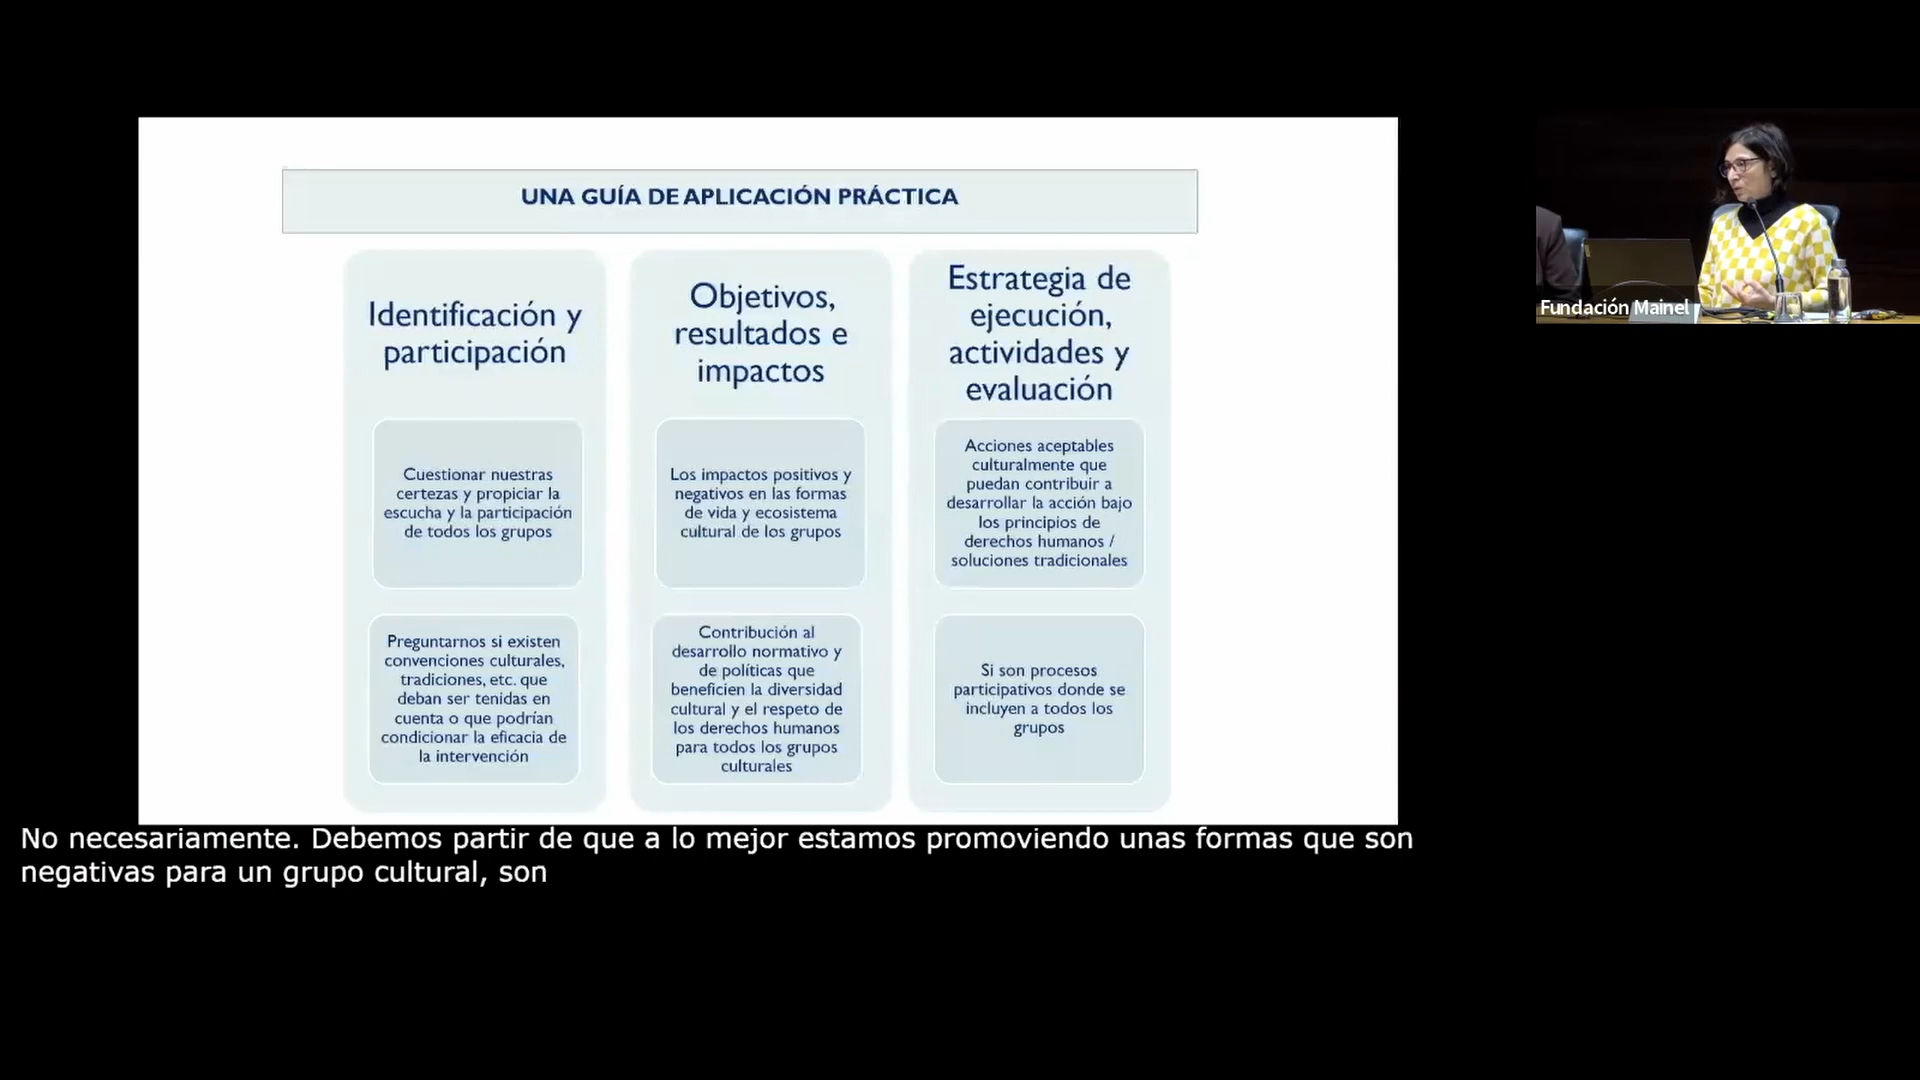 UNA GUÍA DE APLICACIÓN PRÁCTICA
Identificación y
participación
Cuestionar nuestras
certezas y propiciar la
escucha y la participación
de todos los grupos
Preguntarnos si existen
convenciones culturales,
tradiciones, etc. que
deban ser tenidas en
cuenta o que podrían
condicionar la eficacia de
la intervención
Objetivos,
resultados e
impactos
Los impactos positivos y
negativos en las formas
de vida y ecosistema
cultural de los grupos
Contribución al
desarrollo normativo y
de políticas que
beneficien la diversidad
cultural y el respeto de
los derechos humanos
para todos los grupos
culturales
Estrategia de
ejecución,
actividades y
evaluación
Acciones aceptables
culturalmente que
puedan contribuir a
desarrollar la acción bajo
los principios de
derechos humanos /
soluciones tradicionales
Si son procesos
participativos donde se
incluyen a todos los
grupos
Fundación Mainel
No necesariamente. Debemos partir de que a lo mejor estamos promoviendo unas formas que son
negativas para un grupo cultural, son